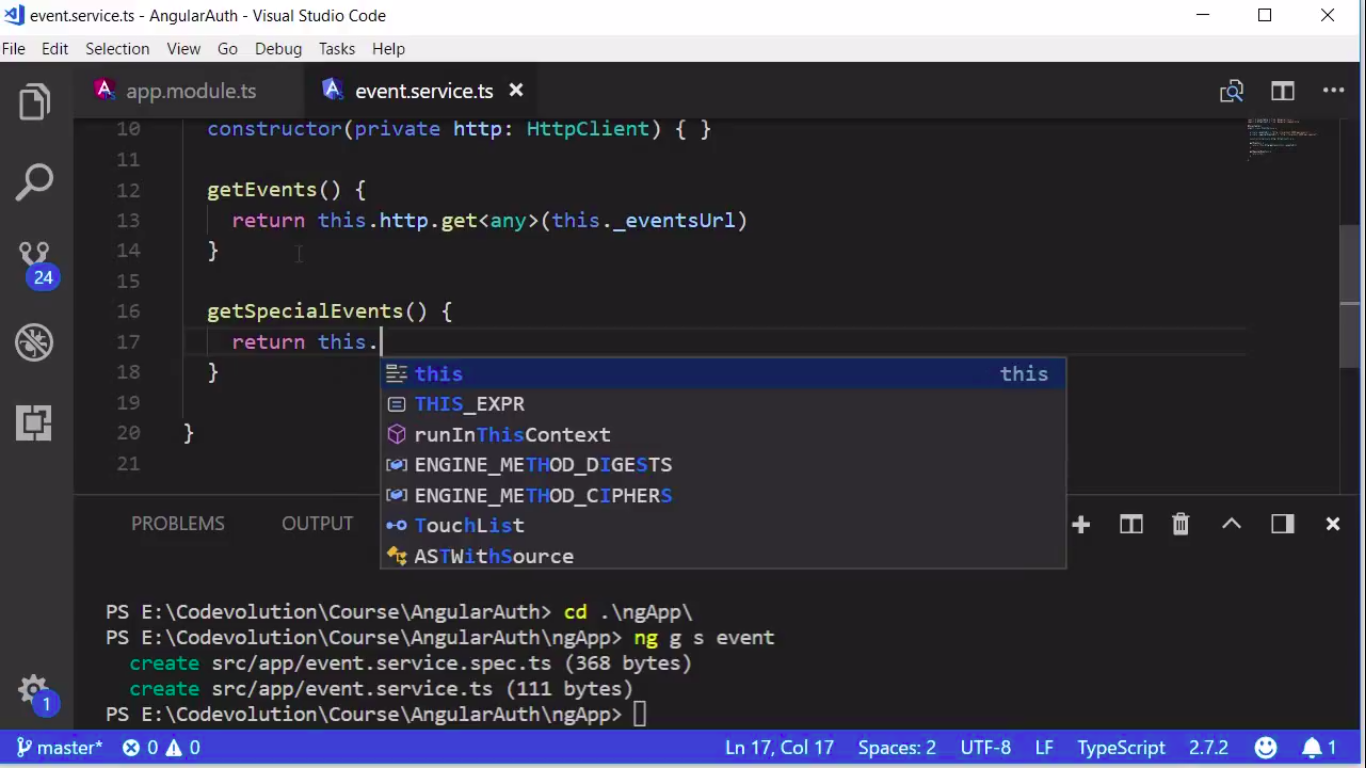 event.service.ts - AngularAuth - Visual Studio Code
File Edit Selection View Go Debug Tasks Help
app.module.ts event.service.ts
10 constructor(private http: HttpClient) { }
11
12 getEvents() {
13 return this.http.get<any>(this._eventsUrl)
14 }
15
16 getSpecialEvents() {
17 return this.
18 }
19
20 }
21
this this
THIS_EXPR
runInThisContext
ENGINE_METHOD_DIGESTS
ENGINE_METHOD_CIPHERS
TouchList
ASTWithSource
24
1
PROBLEMS OUTPUT
PS E:\Codevolution\Course\AngularAuth> cd .\ngApp\
PS E:\Codevolution\Course\AngularAuth\ngApp> ng g s event
create src/app/event.service.spec.ts (368 bytes)
create src/app/event.service.ts (111 bytes)
PS E:\Codevolution\Course\AngularAuth\ngApp>
master* 0 0 Ln 17, Col 17 Spaces: 2 UTF-8 LF TypeScript 2.7.2 1